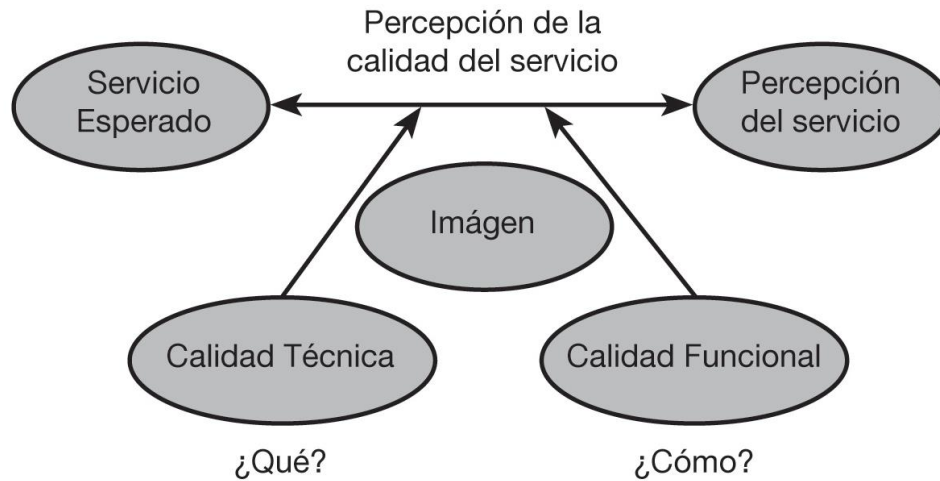 Percepción de la
calidad del servicio
Servicio
Esperado
Percepción
del servicio
Imágen
Calidad Técnica
Calidad Funcional
¿Qué?
¿Cómo?